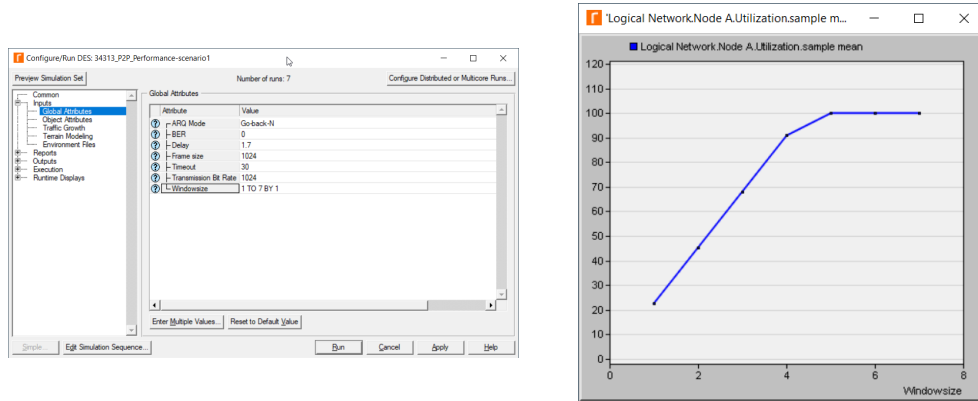 Configure/Run DES: 34313_P2P_Performance-scenario1
Preview Simulation Set
Number of runs: 7
Configure Distributed or Multicore Runs...
Common
Inputs
Global Attributes
Object Attributes
Traffic Growth
Terrain Modeling
Environment Files
Reports
Outputs
Execution
Runtime Displays
Global Attributes
Attribute Value
ARQ Mode Go-back-N
BER 0
Delay 1.7
Frame size 1024
Timeout 30
Transmission Bit Rate 1024
Windowsize 1 TO 7 BY 1
Enter Multiple Values...
Reset to Default Value
Simple...
Edit Simulation Sequence...
Run
Cancel
Apply
Help
'Logical Network.Node A.Utilization.sample m...
Logical Network.Node A.Utilization.sample mean
120
110
100
90
80
70
60
50
40
30
20
10
0
0 2 4 6 8
Windowsize